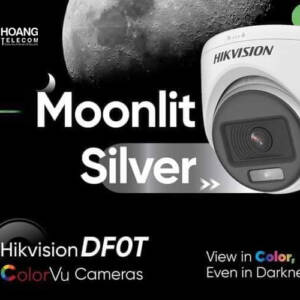 HOANG
TELECOM
HIKVISION
Moonlit
Silver
Hikvision DF0T
ColorVu Cameras
View in Color,
Even in Darkne